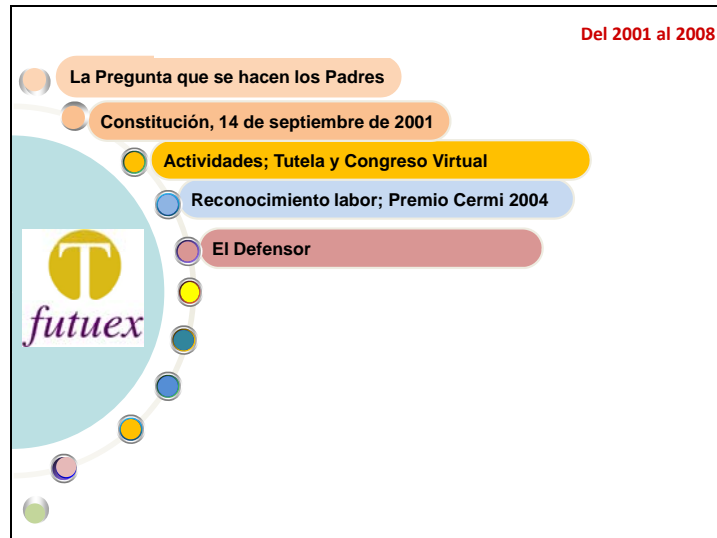 Del 2001 al 2008
La Pregunta que se hacen los Padres
Constitución, 14 de septiembre de 2001
Actividades; Tutela y Congreso Virtual
Reconocimiento labor; Premio Cermi 2004
El Defensor
T
futuex